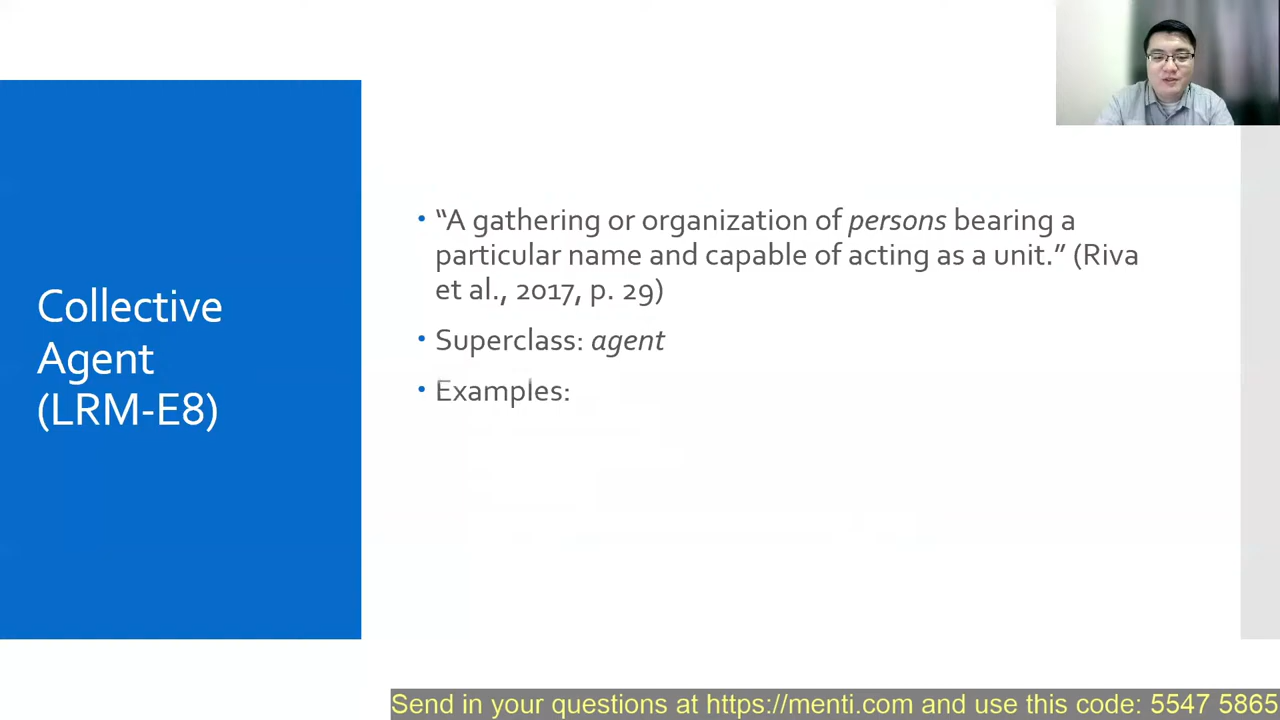 Collective
Agent
(LRM-E8)
• “A gathering or organization of persons bearing a
particular name and capable of acting as a unit.” (Riva
et al., 2017, p. 29)
• Superclass: agent
• Examples:
Send in your questions at https://menti.com and use this code: 5547 5865